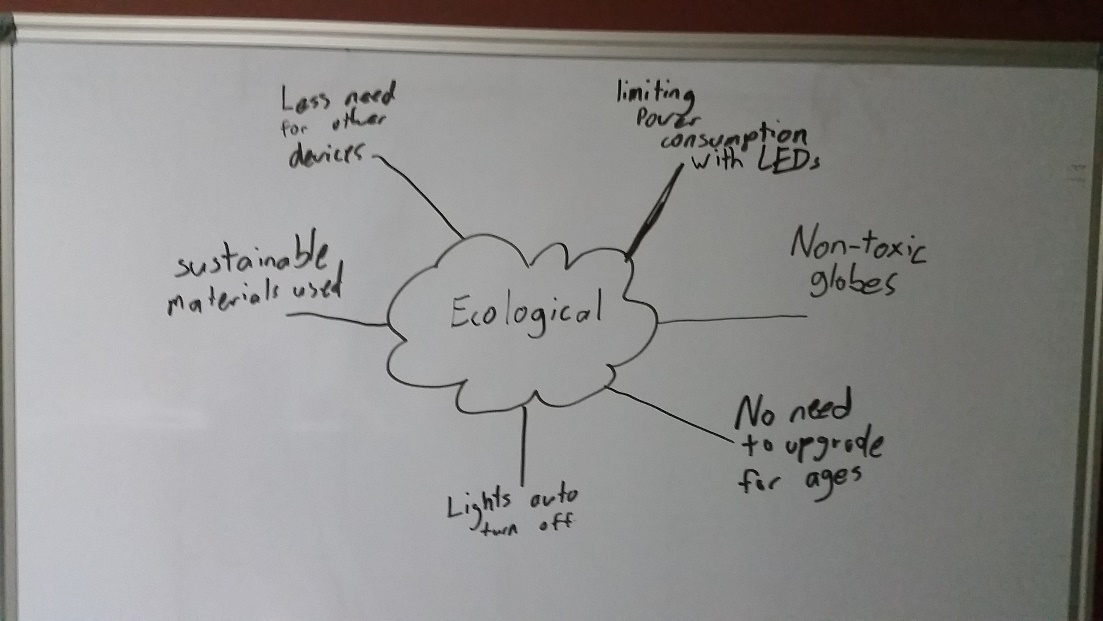 Less need
for other
devices
limiting
Power
consumption
with LEDs
sustainable
materials used
Ecological
Non-toxic
globes
No need
to upgrade
for ages
Lights auto
turn off